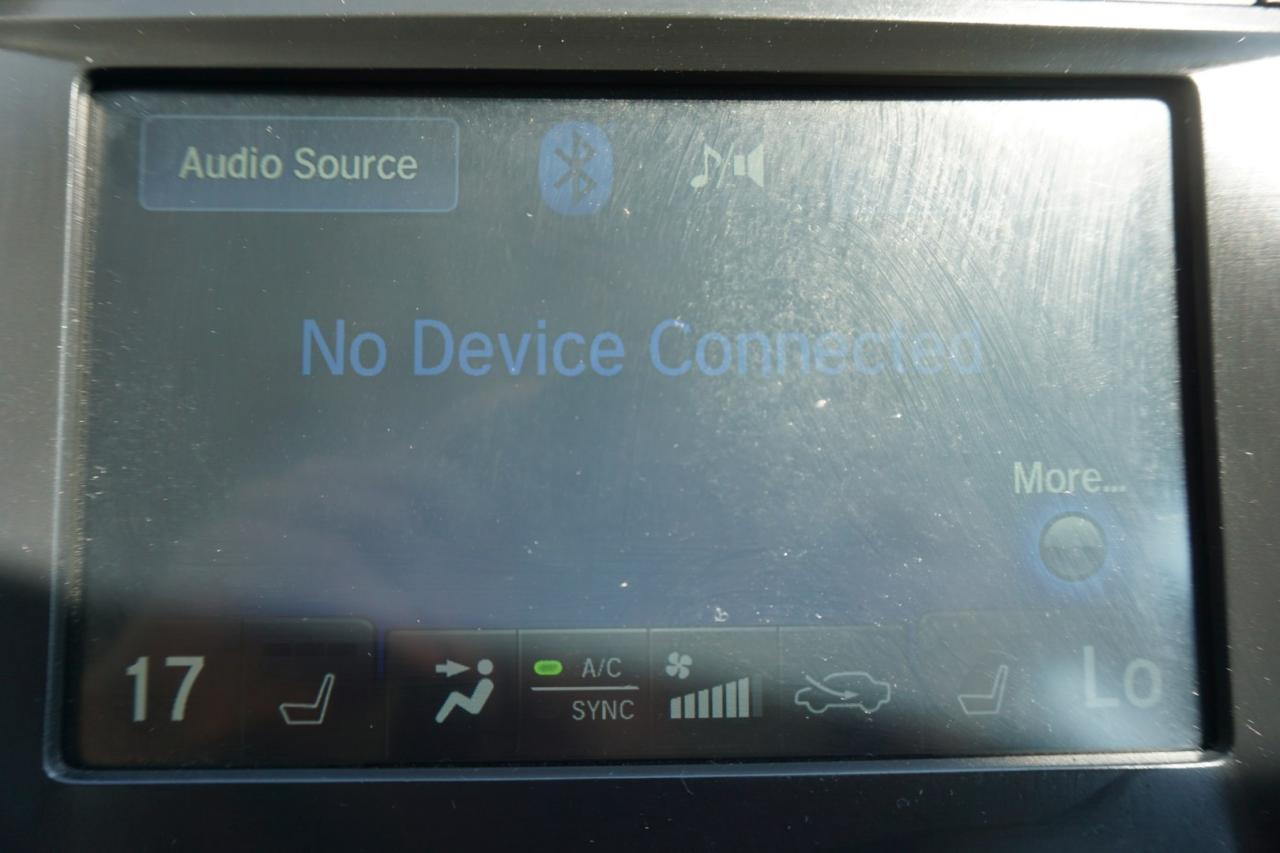 Audio Source
No Device Connected
More...
17
A/C
SYNC
Lo